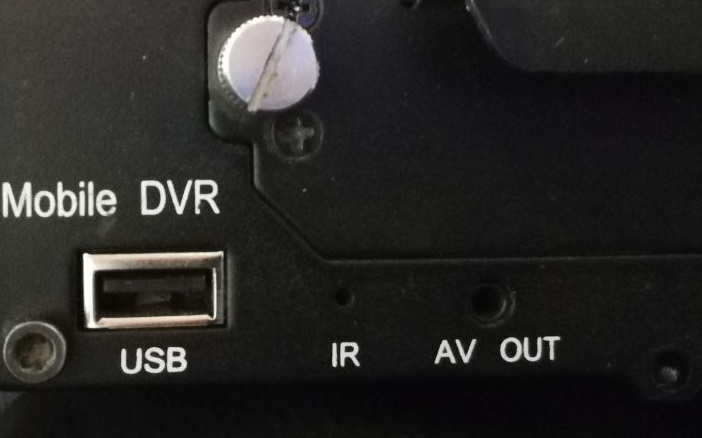 Mobile DVR
USB
IR
AV OUT